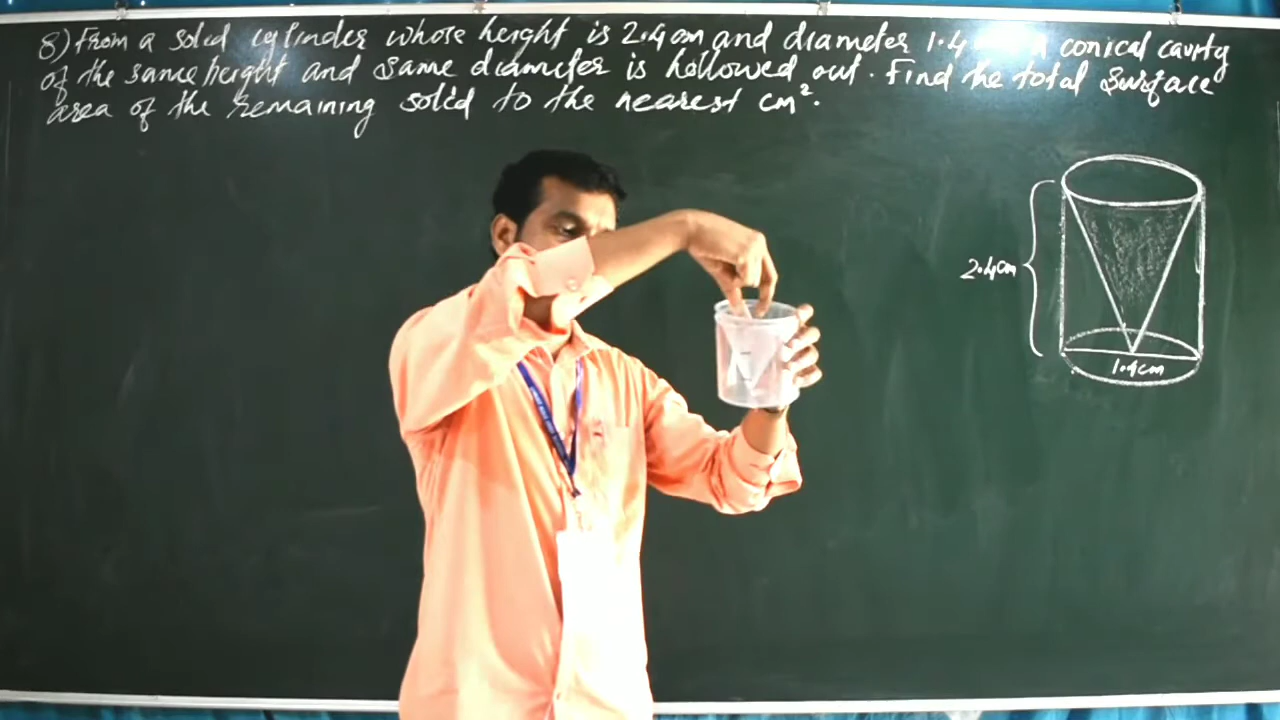 8) From a solid cylinder whose height is 2.4 cm and diameter 1.4 conical cavity
of the same height and same diameter is hollowed out. Find the total surface
area of the remaining solid to the nearest cm².
2.4cm
1.4cm